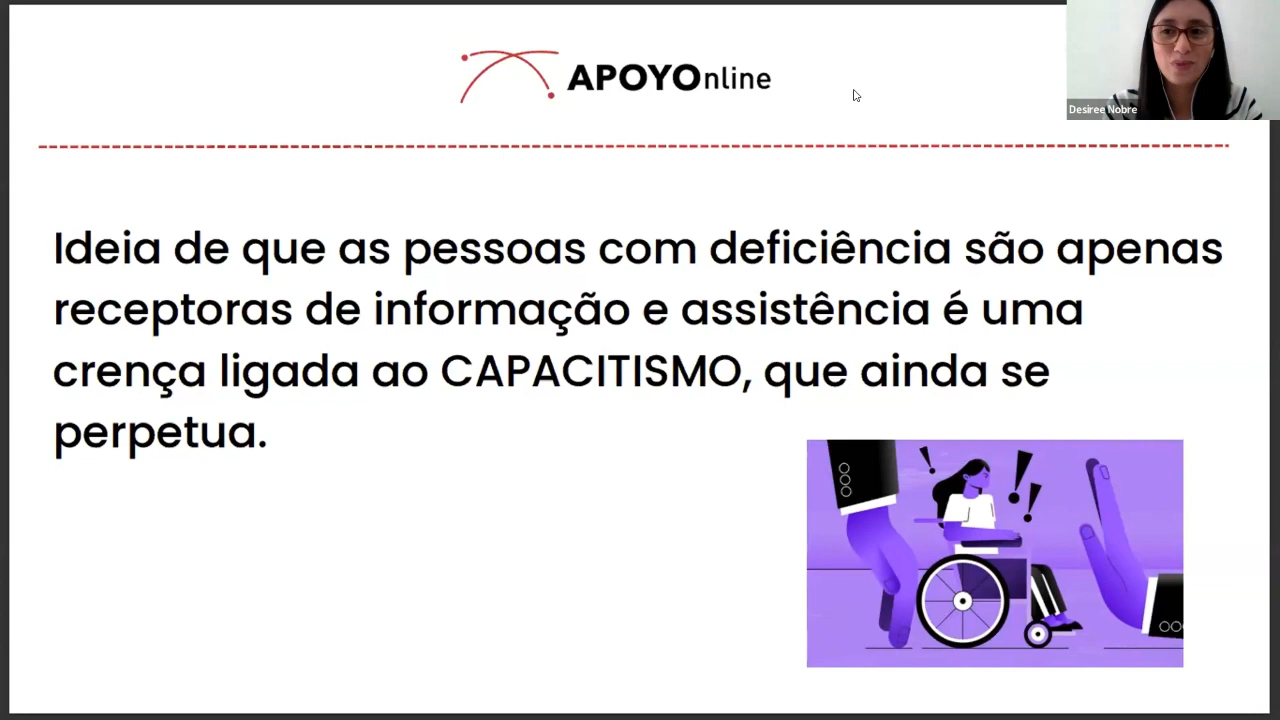 APOYOnline
Desiree Nobre
Ideia de que as pessoas com deficiência são apenas
receptoras de informação e assistência é uma
crença ligada ao CAPACITISMO, que ainda se
perpetua.